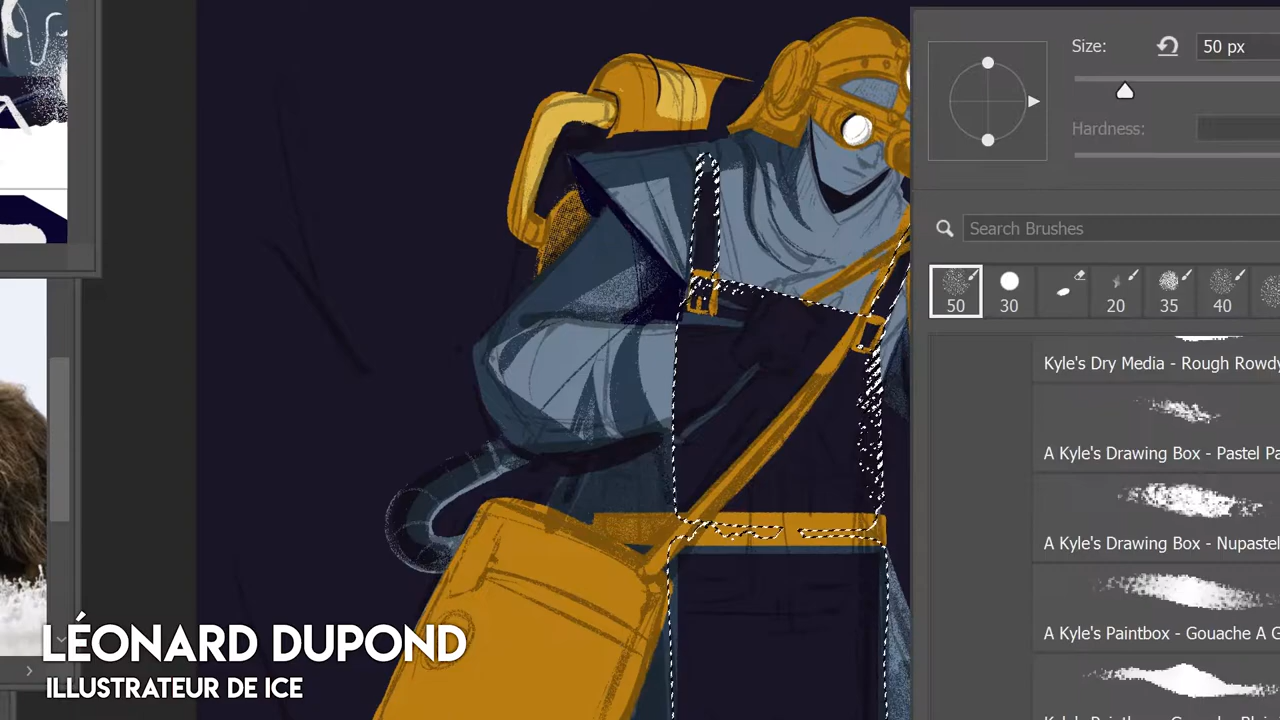 Size:
50 px
Hardness:
Search Brushes
50
30
20
35
40
Kyle's Dry Media - Rough Rowdy
A Kyle's Drawing Box - Pastel Pa
A Kyle's Drawing Box - Nupastel
A Kyle's Paintbox - Gouache A G
LÉONARD DUPOND
ILLUSTRATEUR DE ICE